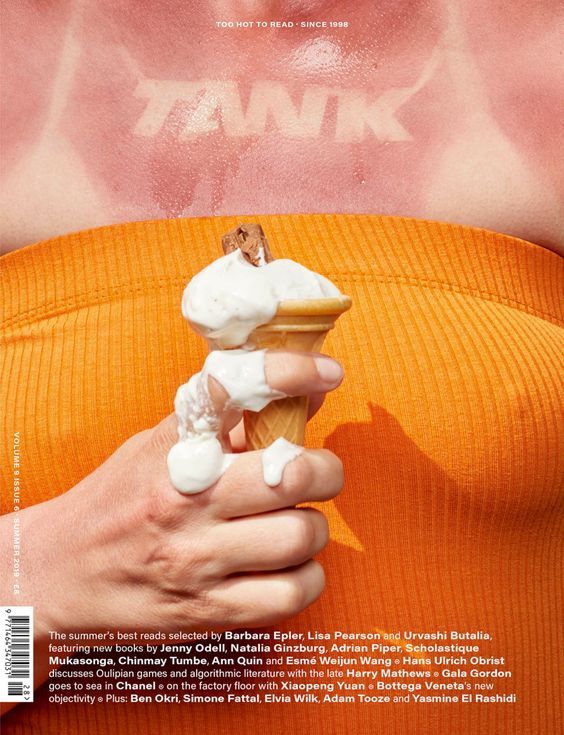 TOO HOT TO READ · SINCE 1998
TANK
VOLUME 9 ISSUE 6 · SUMMER 2019 · £8
The summer's best reads selected by Barbara Epler, Lisa Pearson and Urvashi Butalia,
featuring new books by Jenny Odell, Natalia Ginzburg, Adrian Piper, Scholastique
Mukasonga, Chinmay Tumbe, Ann Quin and Esmé Weijun Wang ⊗ Hans Ulrich Obrist
discusses Oulipian games and algorithmic literature with the late Harry Mathews ⊗ Gala Gordon
goes to sea in Chanel ⊗ on the factory floor with Xiaopeng Yuan ⊗ Bottega Veneta's new
objectivity ⊗ Plus: Ben Okri, Simone Fattal, Elvia Wilk, Adam Tooze and Yasmine El Rashidi
9 771464 347031
28